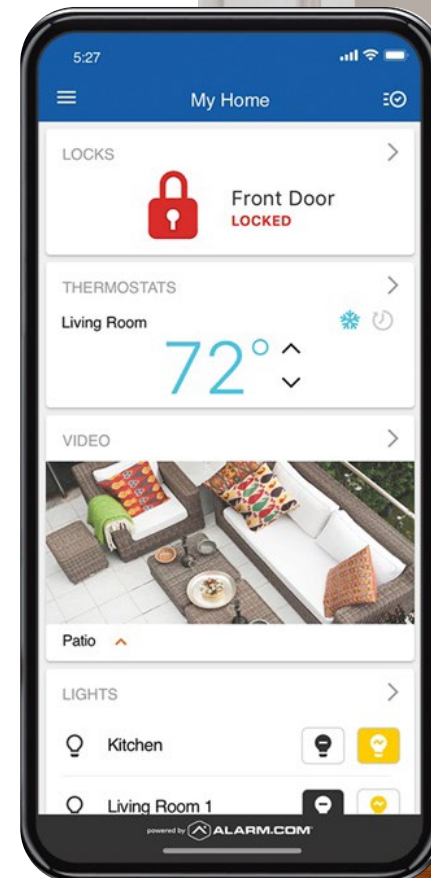 5:27
My Home
LOCKS
Front Door
LOCKED
THERMOSTATS
Living Room
72°
VIDEO
Patio
LIGHTS
Kitchen
Living Room 1
powered by ALARM.COM